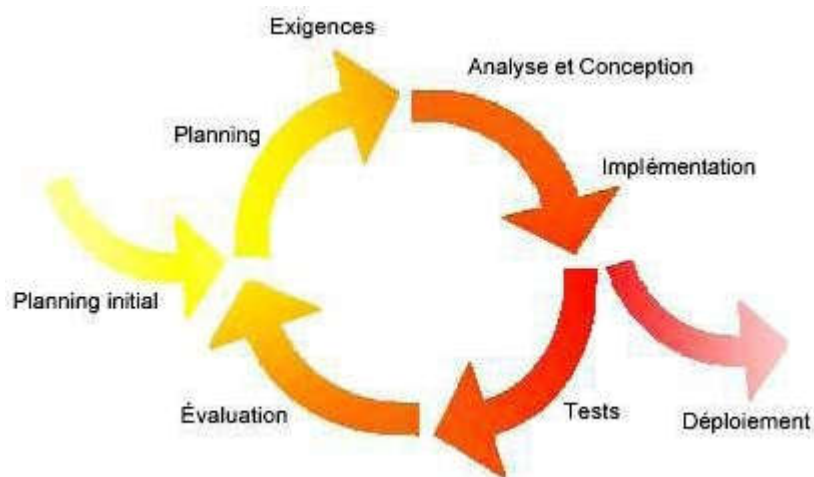 Exigences
Analyse et Conception
Planning
Implémentation
Planning initial
Évaluation
Tests
Déploiement